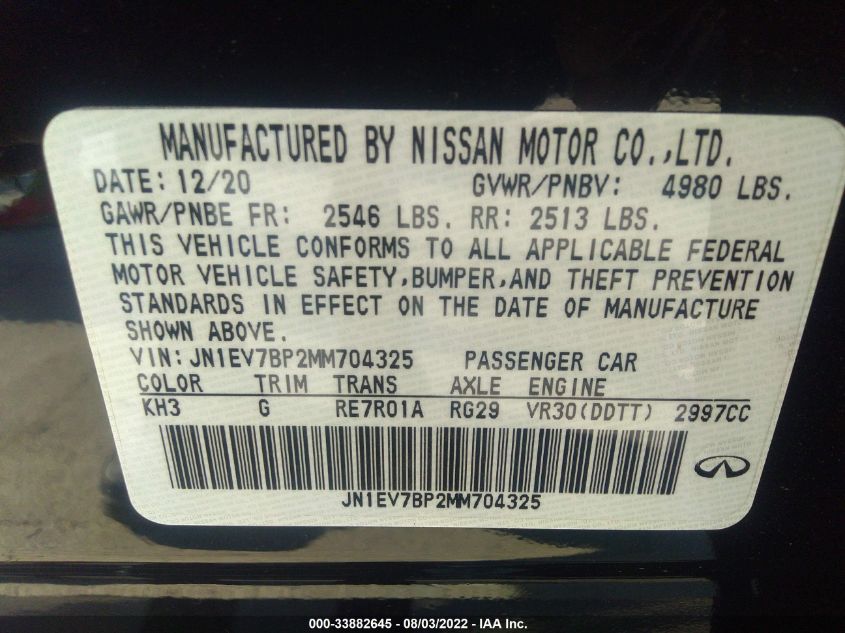 MANUFACTURED BY NISSAN MOTOR CO.,LTD.
DATE: 12/20 GVWR/PNBV: 4980 LBS.
GAWR/PNBE FR: 2546 LBS. RR: 2513 LBS.
THIS VEHICLE CONFORMS TO ALL APPLICABLE FEDERAL
MOTOR VEHICLE SAFETY,BUMPER,AND THEFT PREVENTION
STANDARDS IN EFFECT ON THE DATE OF MANUFACTURE
SHOWN ABOVE.
VIN: JN1EV7BP2MM704325 PASSENGER CAR
COLOR TRIM TRANS AXLE ENGINE
KH3 G RE7R01A RG29 VR30(DDTT) 2997CC
JN1EV7BP2MM704325
000-33882645 - 08/03/2022 - IAA Inc.